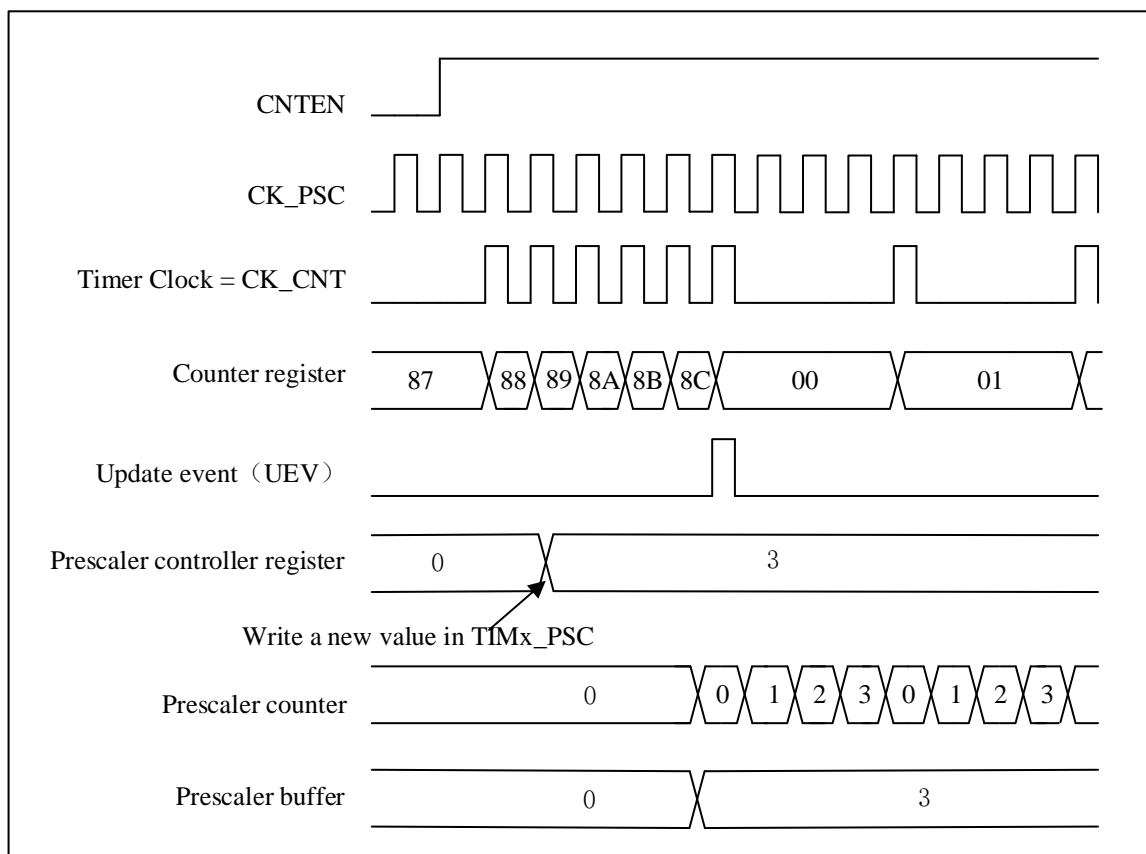 CNTEN
CK_PSC
Timer Clock = CK_CNT
Counter register
87 88 89 8A 8B 8C 00 01
Update event（UEV）
Prescaler controller register
0 3
Write a new value in TIMx_PSC
Prescaler counter
0 0 1 2 3 0 1 2 3
Prescaler buffer
0 3